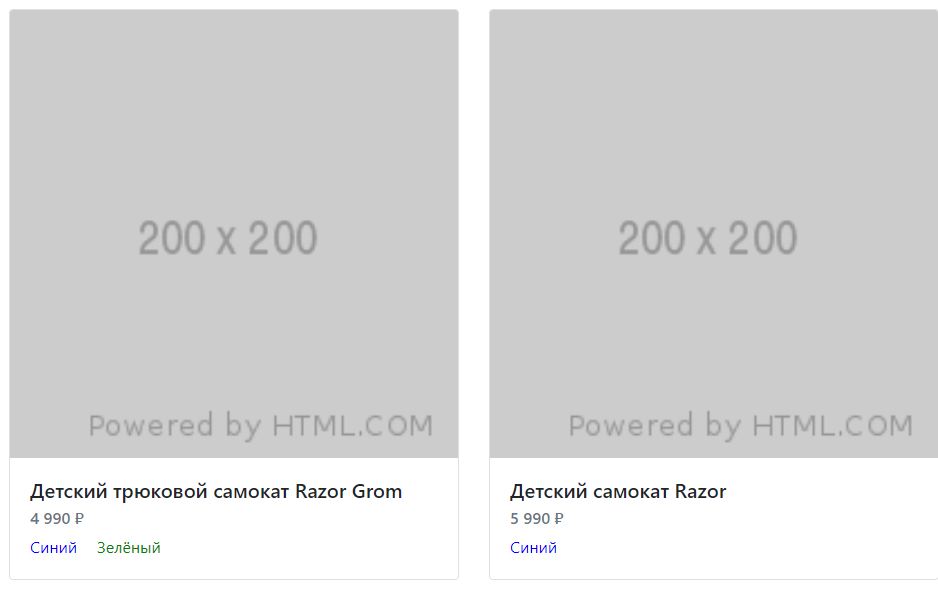 200 x 200
Powered by HTML.COM
Детский трюковой самокат Razor Grom
4 990 ₽
Синий Зелёный
200 x 200
Powered by HTML.COM
Детский самокат Razor
5 990 ₽
Синий